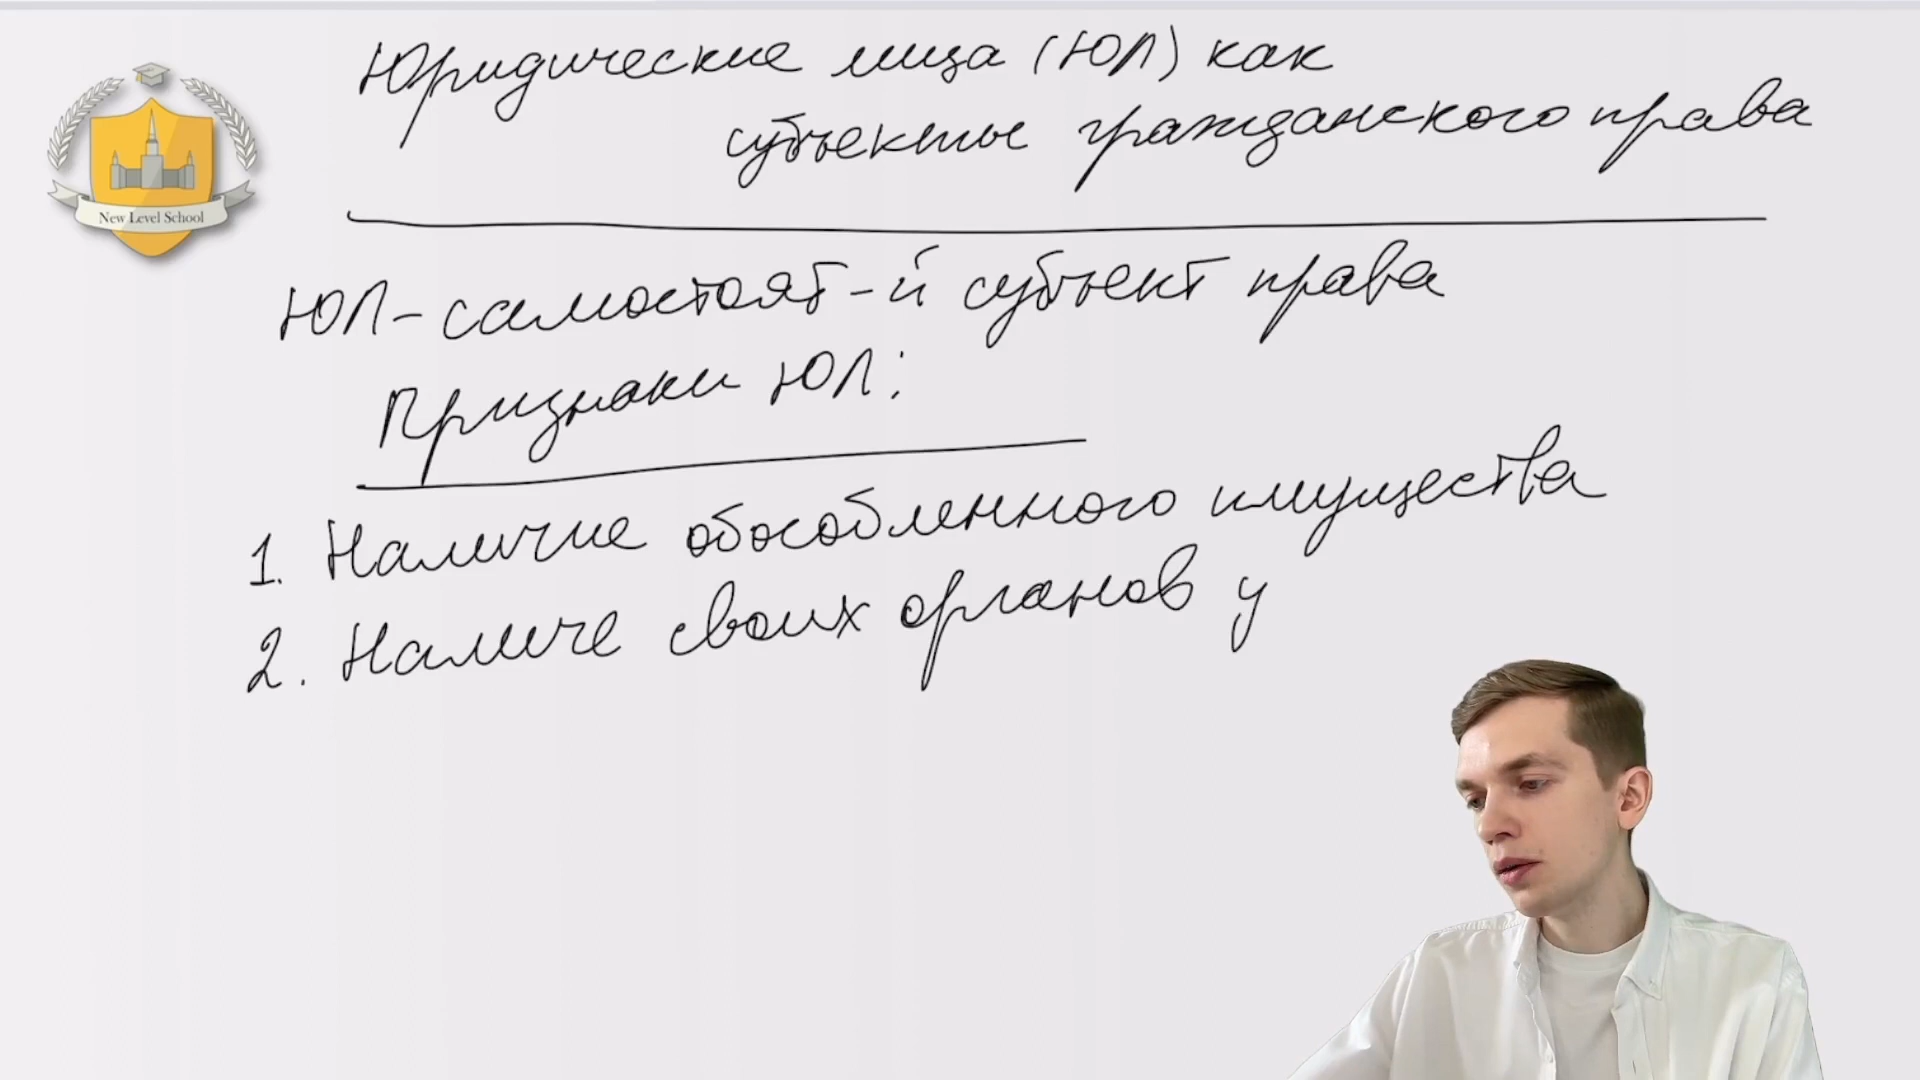 Юридические лица (ЮЛ) как
субъекты гражданского права
New Level School
ЮЛ-самостоят-й субъект права
Признаки ЮЛ:
1. Наличие обособленного имущества
2. Наличе своих органов у